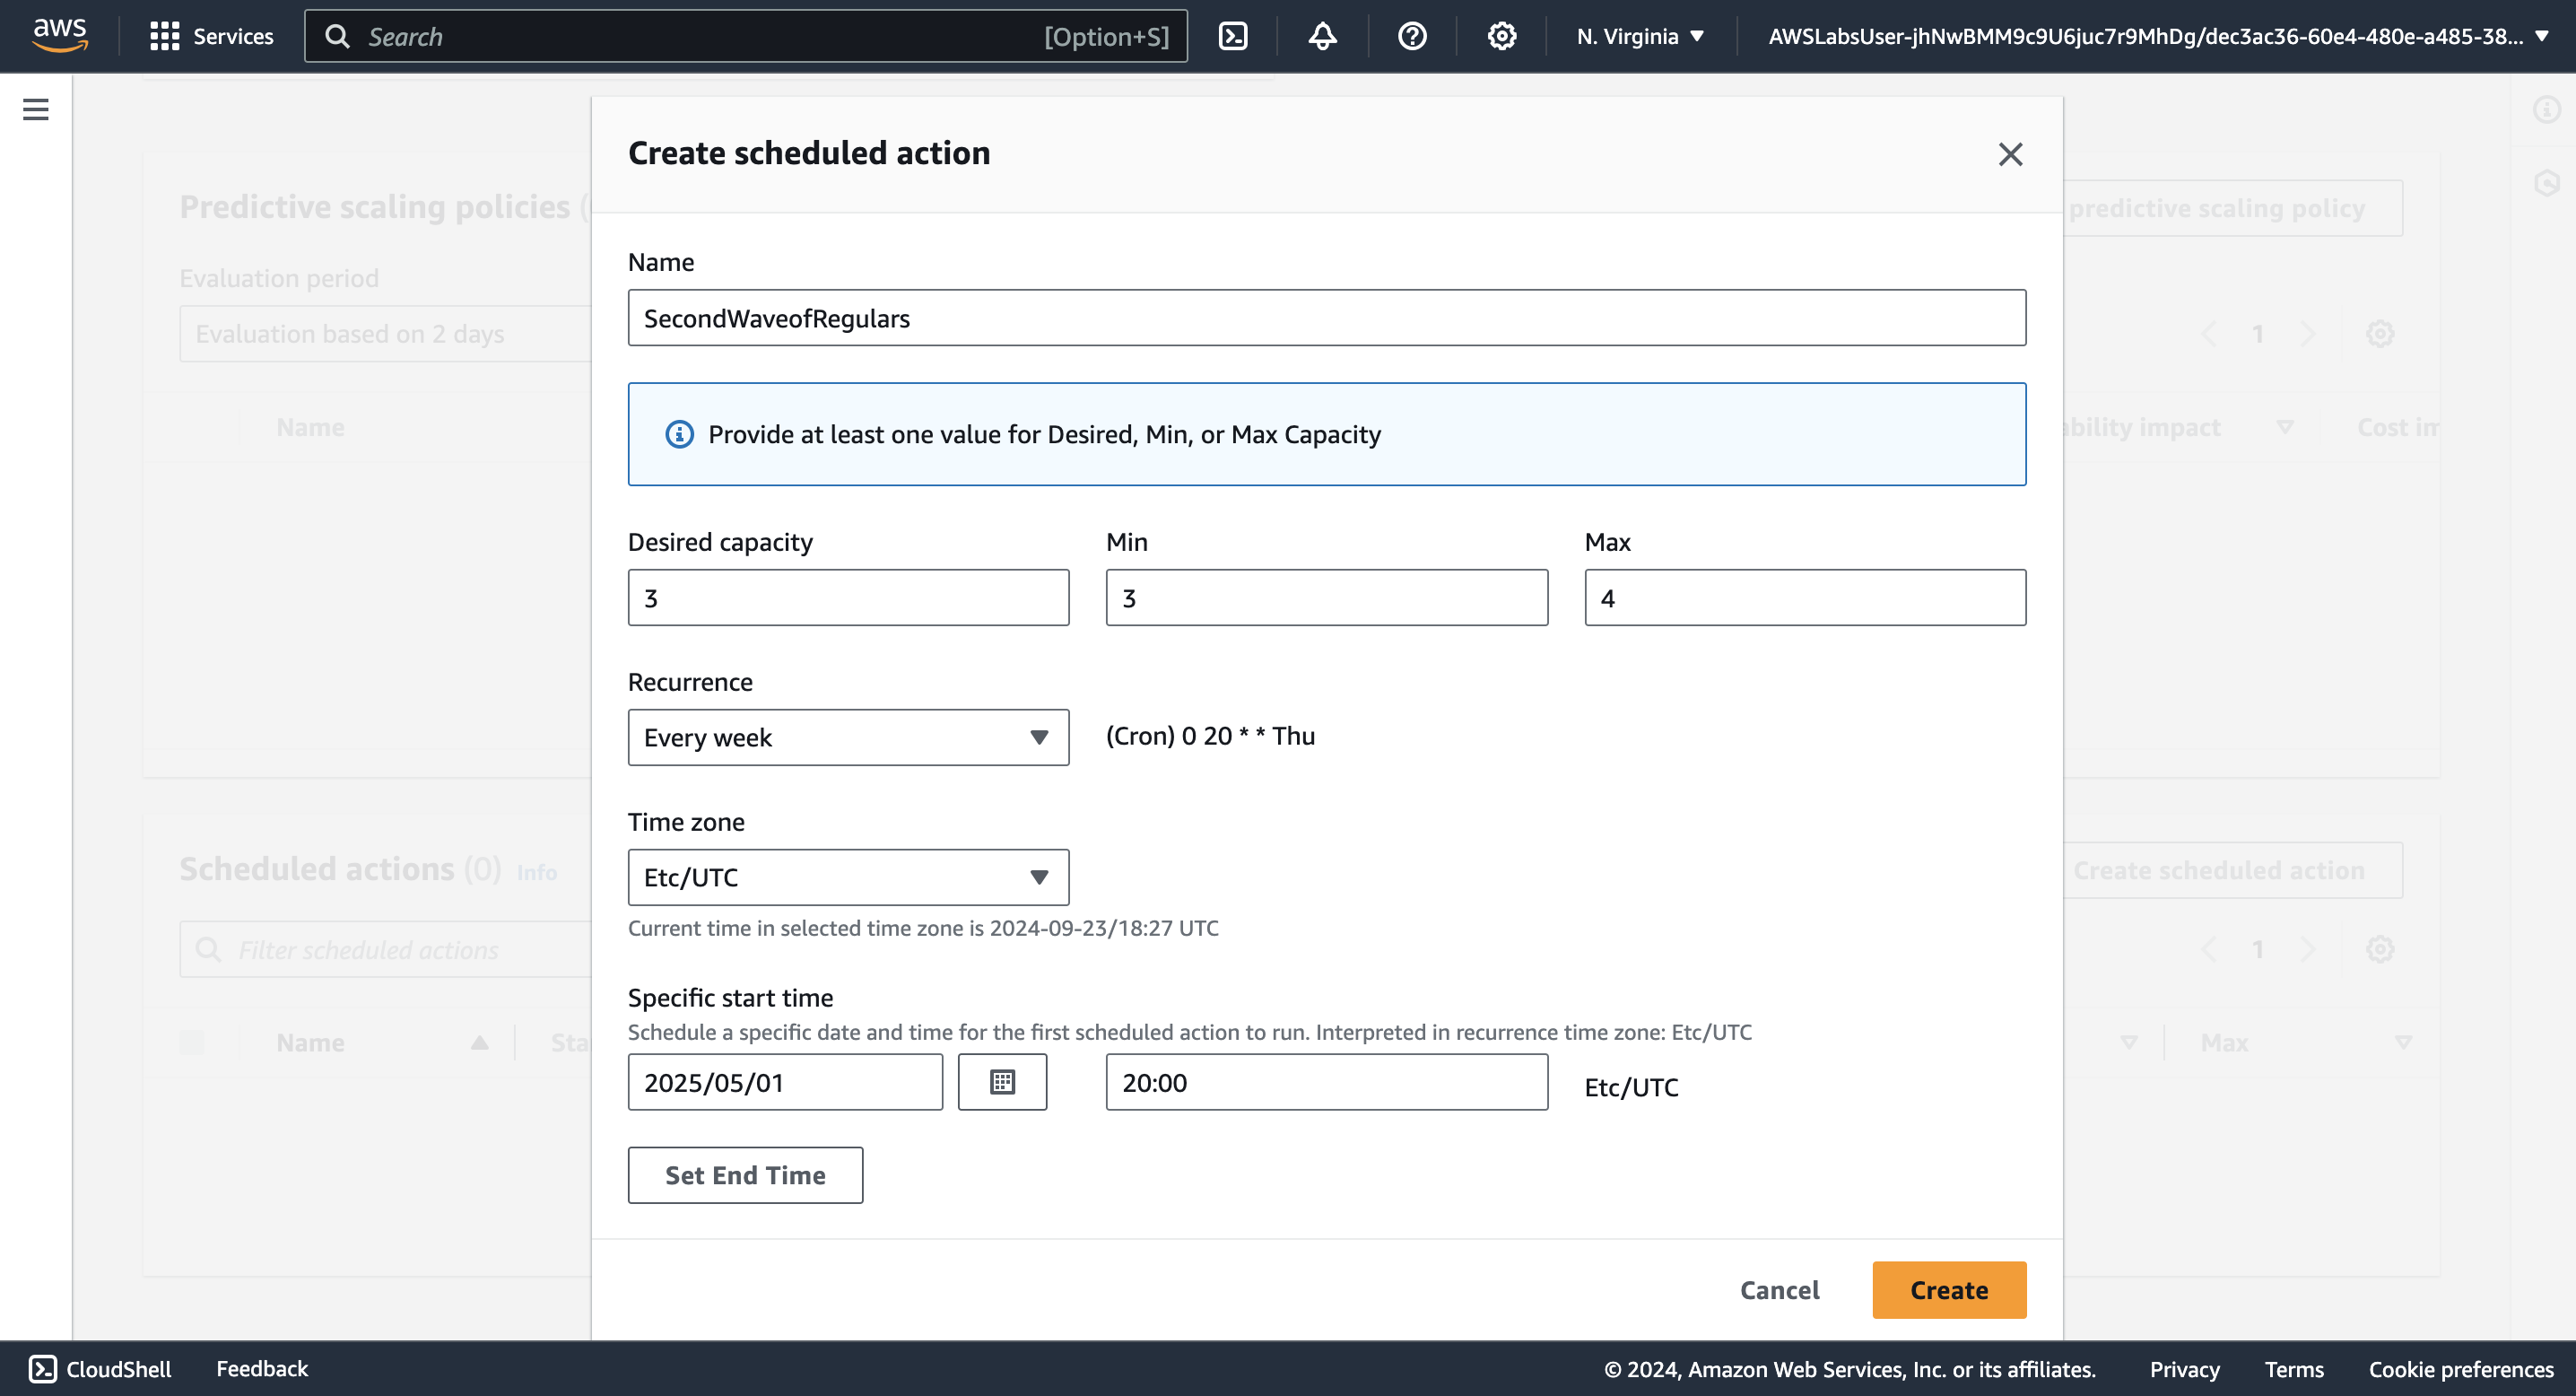 aws Services Search [Option+S] N. Virginia AWSLabsUser-jhNwBMM9c9U6juc7r9MhDg/dec3ac36-60e4-480e-a485-38...
Create scheduled action
Predictive scaling policies (
predictive scaling policy
Name
Evaluation period
SecondWaveofRegulars
Evaluation based on 2 days
1
Provide at least one value for Desired, Min, or Max Capacity
Name
ability impact
Cost im
Desired capacity Min Max
3 3 4
Recurrence
Every week (Cron) 0 20 * * Thu
Time zone
Scheduled actions (0) Info
Create scheduled action
Etc/UTC
Current time in selected time zone is 2024-09-23/18:27 UTC
Filter scheduled actions
1
Specific start time
Schedule a specific date and time for the first scheduled action to run. Interpreted in recurrence time zone: Etc/UTC
Name Sta
Max
2025/05/01 20:00 Etc/UTC
Set End Time
Cancel Create
CloudShell Feedback © 2024, Amazon Web Services, Inc. or its affiliates. Privacy Terms Cookie preferences